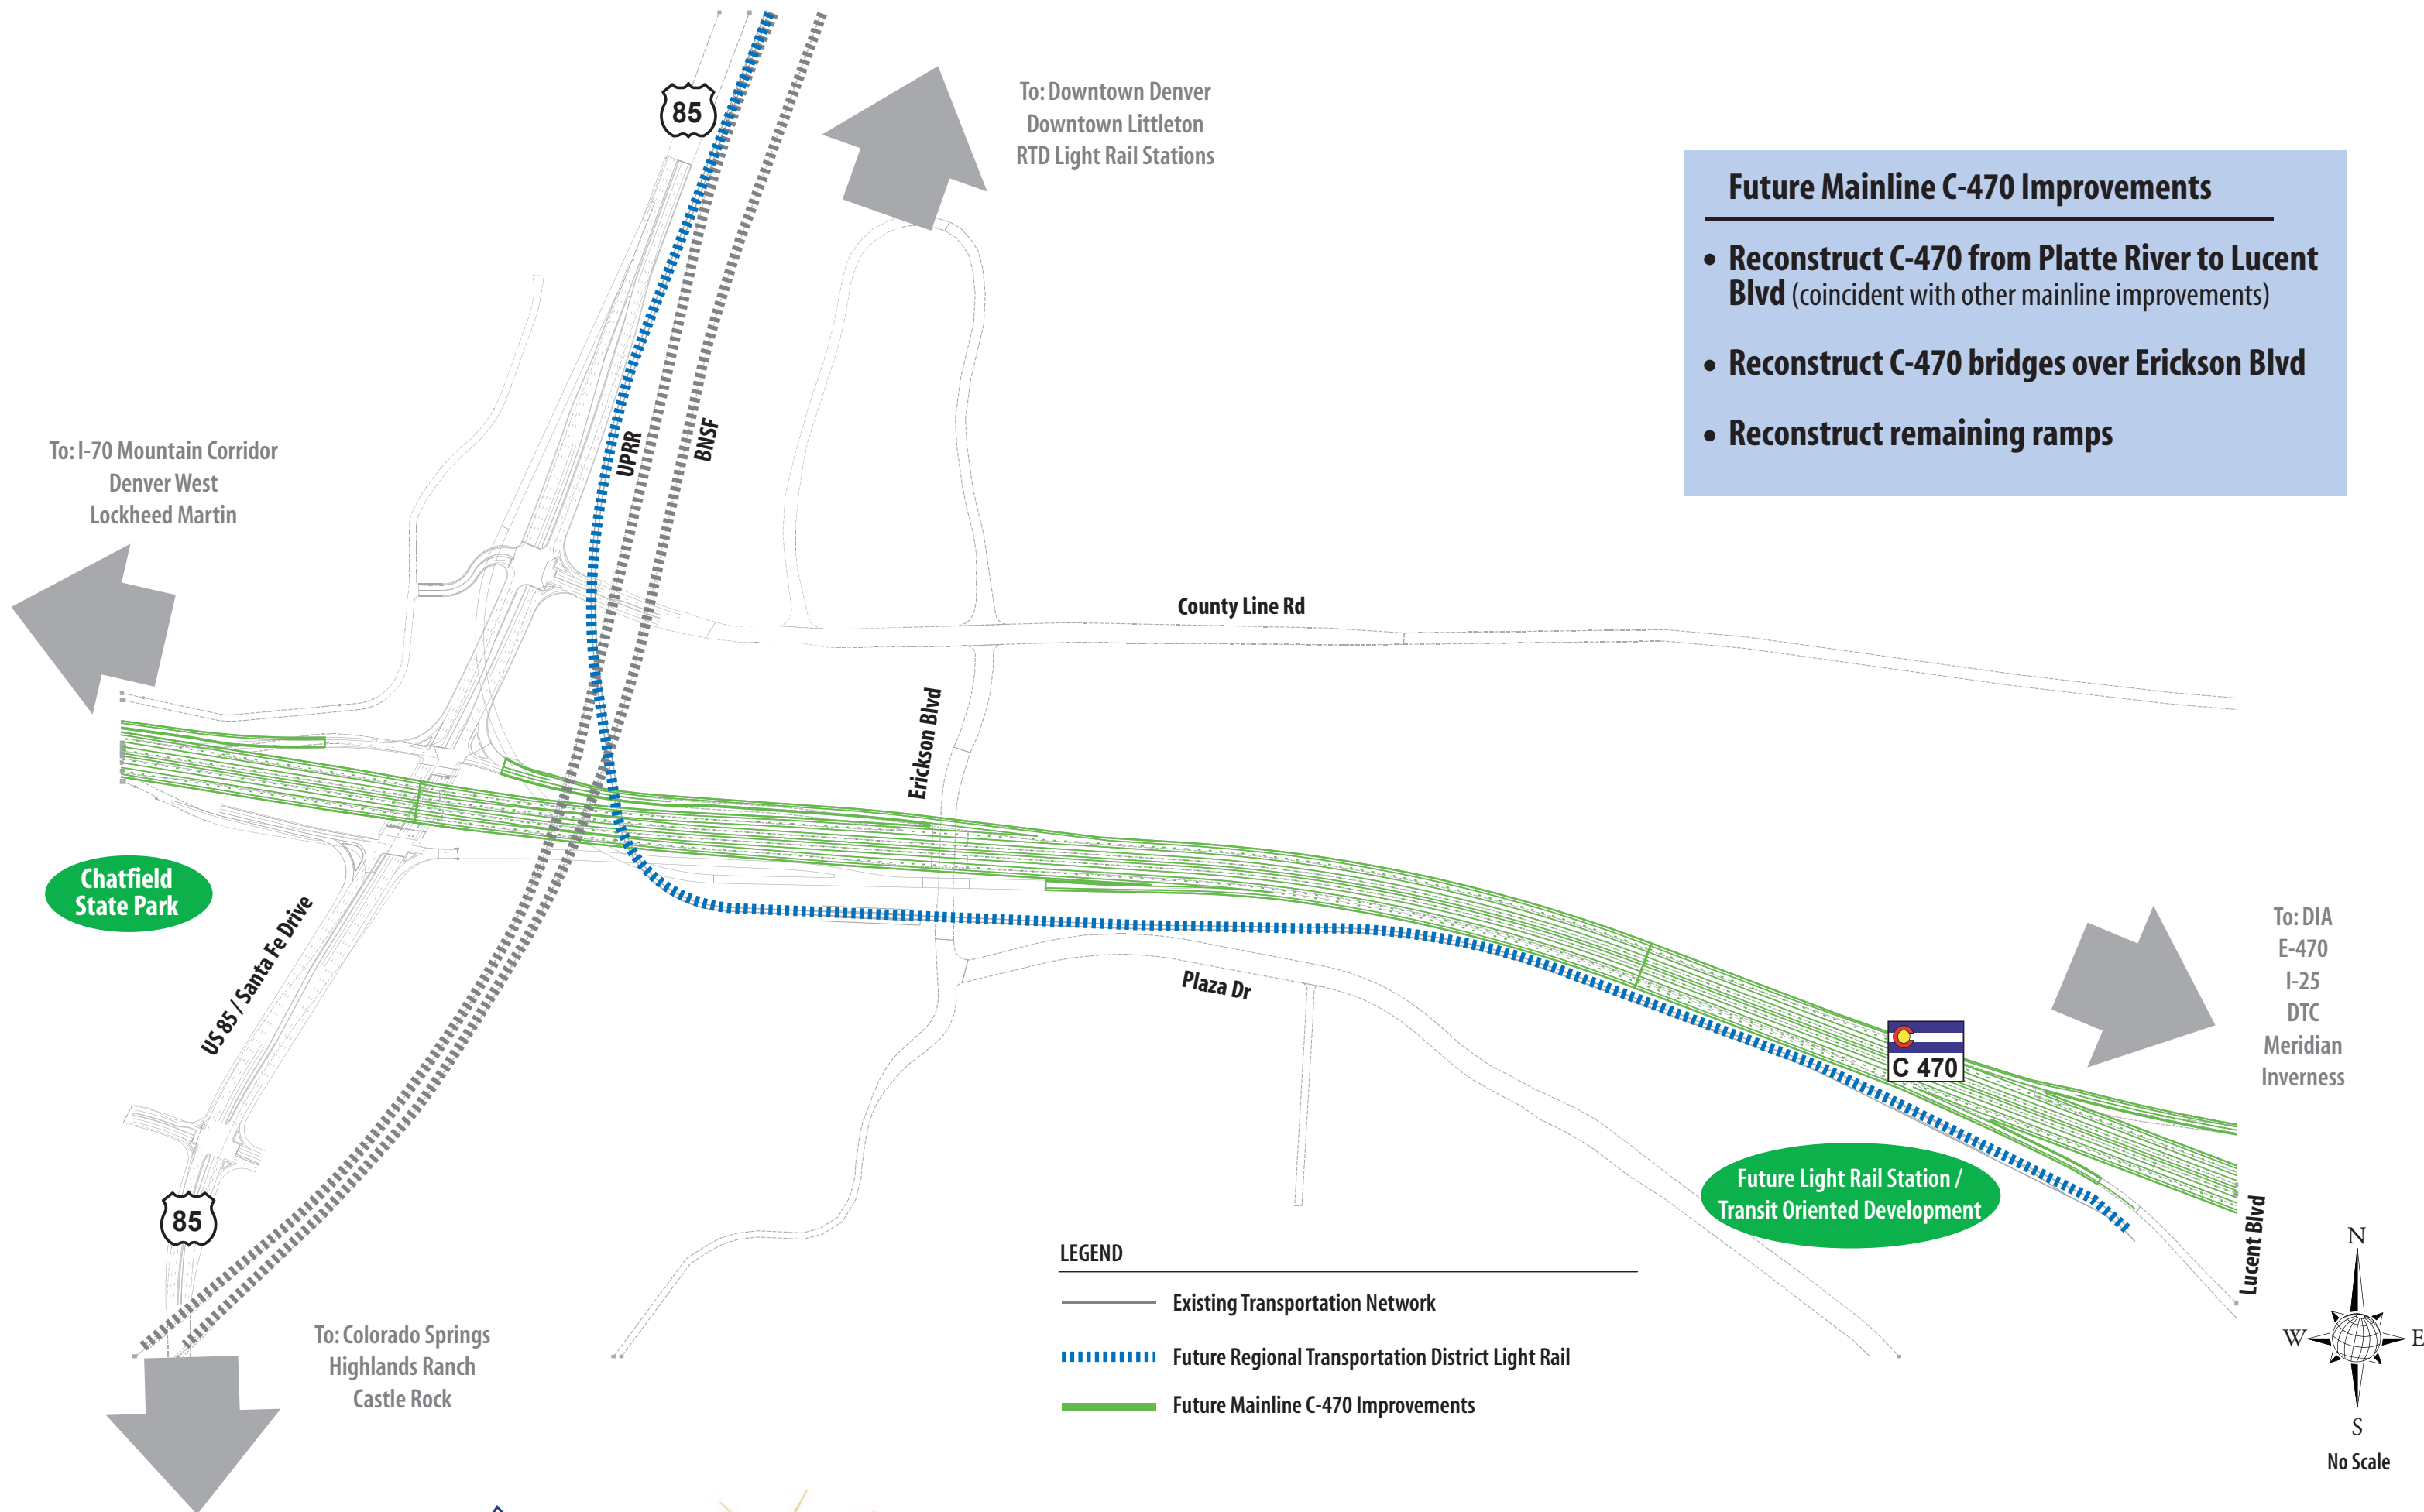 85
To: Downtown Denver
Downtown Littleton
RTD Light Rail Stations
Future Mainline C-470 Improvements
• Reconstruct C-470 from Platte River to Lucent
Blvd (coincident with other mainline improvements)
• Reconstruct C-470 bridges over Erickson Blvd
• Reconstruct remaining ramps
To: I-70 Mountain Corridor
Denver West
Lockheed Martin
UPRR
BNSF
County Line Rd
Erickson Blvd
Chatfield
State Park
US 85 / Santa Fe Drive
Plaza Dr
To: DIA
E-470
I-25
DTC
Meridian
Inverness
C 470
Future Light Rail Station /
Transit Oriented Development
Lucent Blvd
85
To: Colorado Springs
Highlands Ranch
Castle Rock
LEGEND
Existing Transportation Network
Future Regional Transportation District Light Rail
Future Mainline C-470 Improvements
N
W
E
S
No Scale